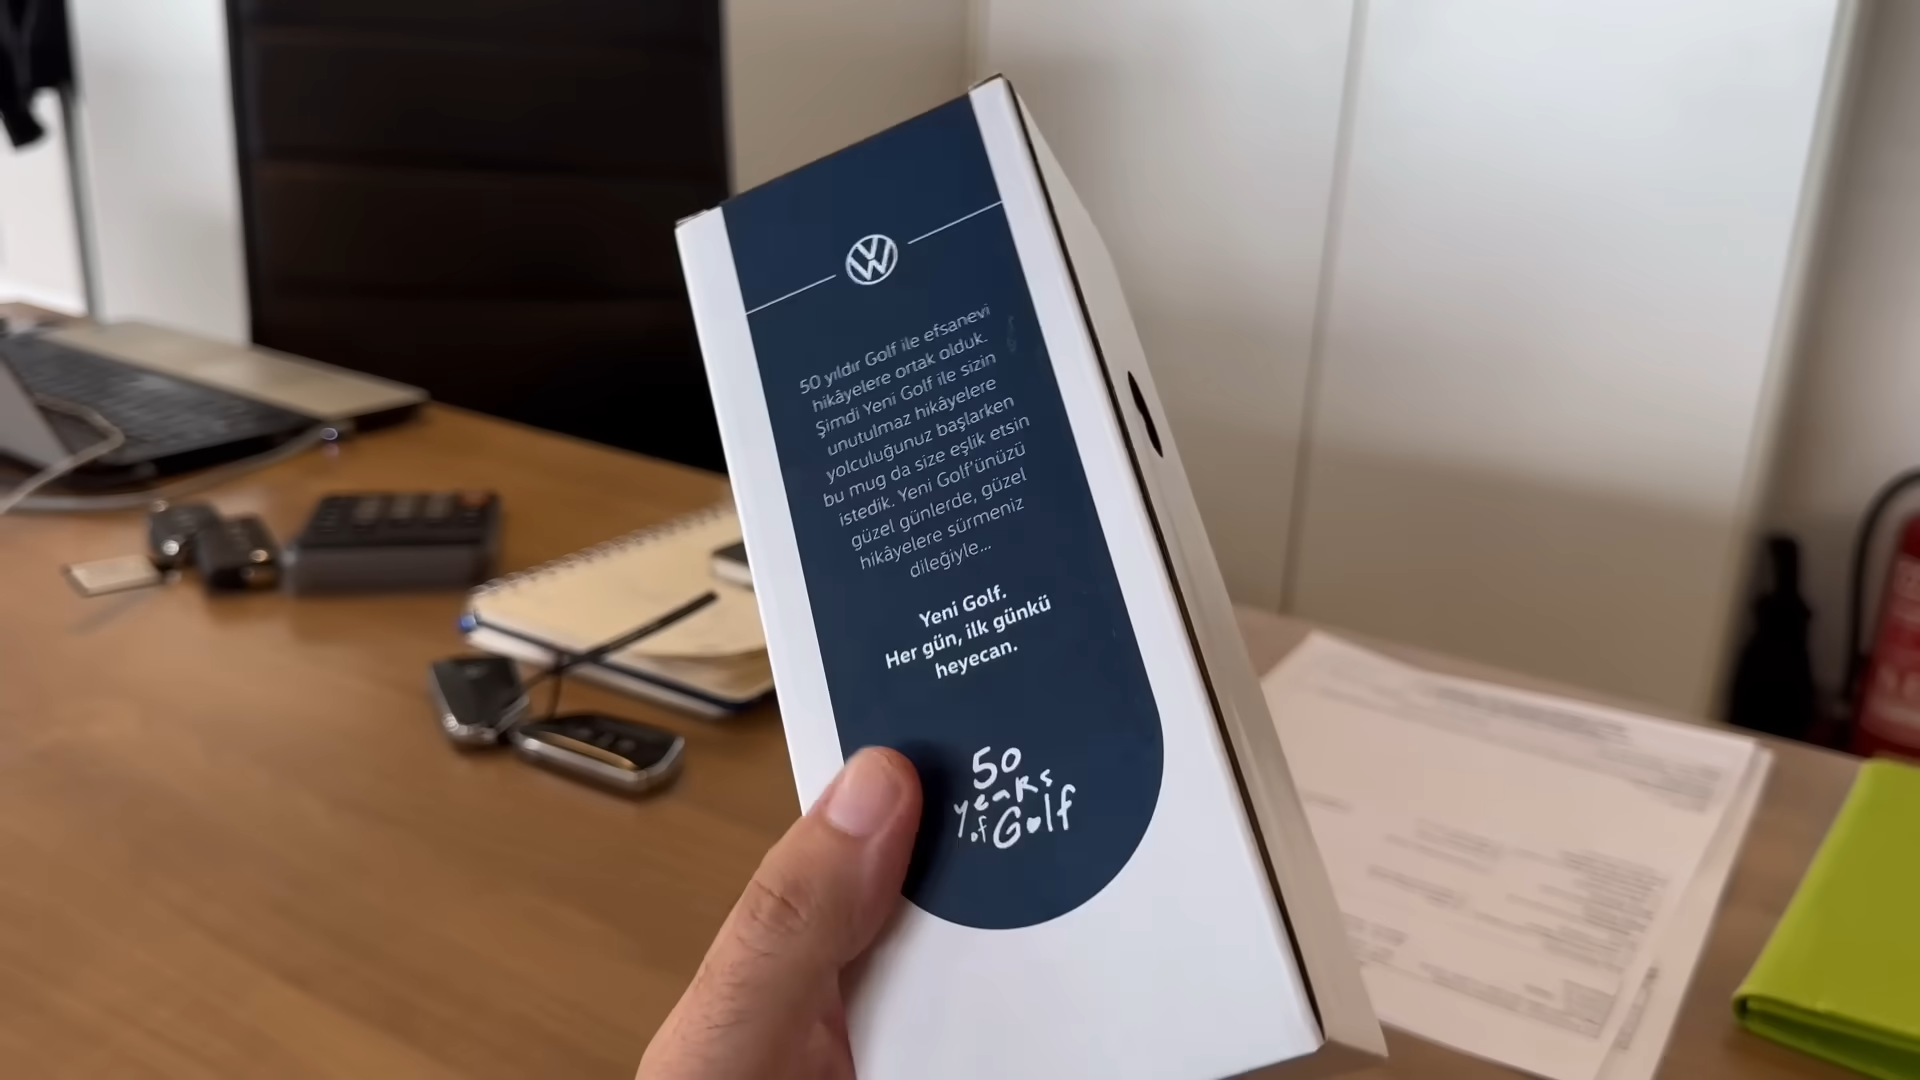 50 yıldır Golf ile efsanevi
hikâyelere ortak olduk.
Şimdi Yeni Golf ile sizin
unutulmaz hikâyelere
yolculuğunuz başlarken
bu mug da size eşlik etsin
istedik. Yeni Golf'ünüzü
güzel günlerde, güzel
hikâyelere sürmeniz
dileğiyle...
Yeni Golf.
Her gün, ilk günkü
heyecan.
50
years
of Golf